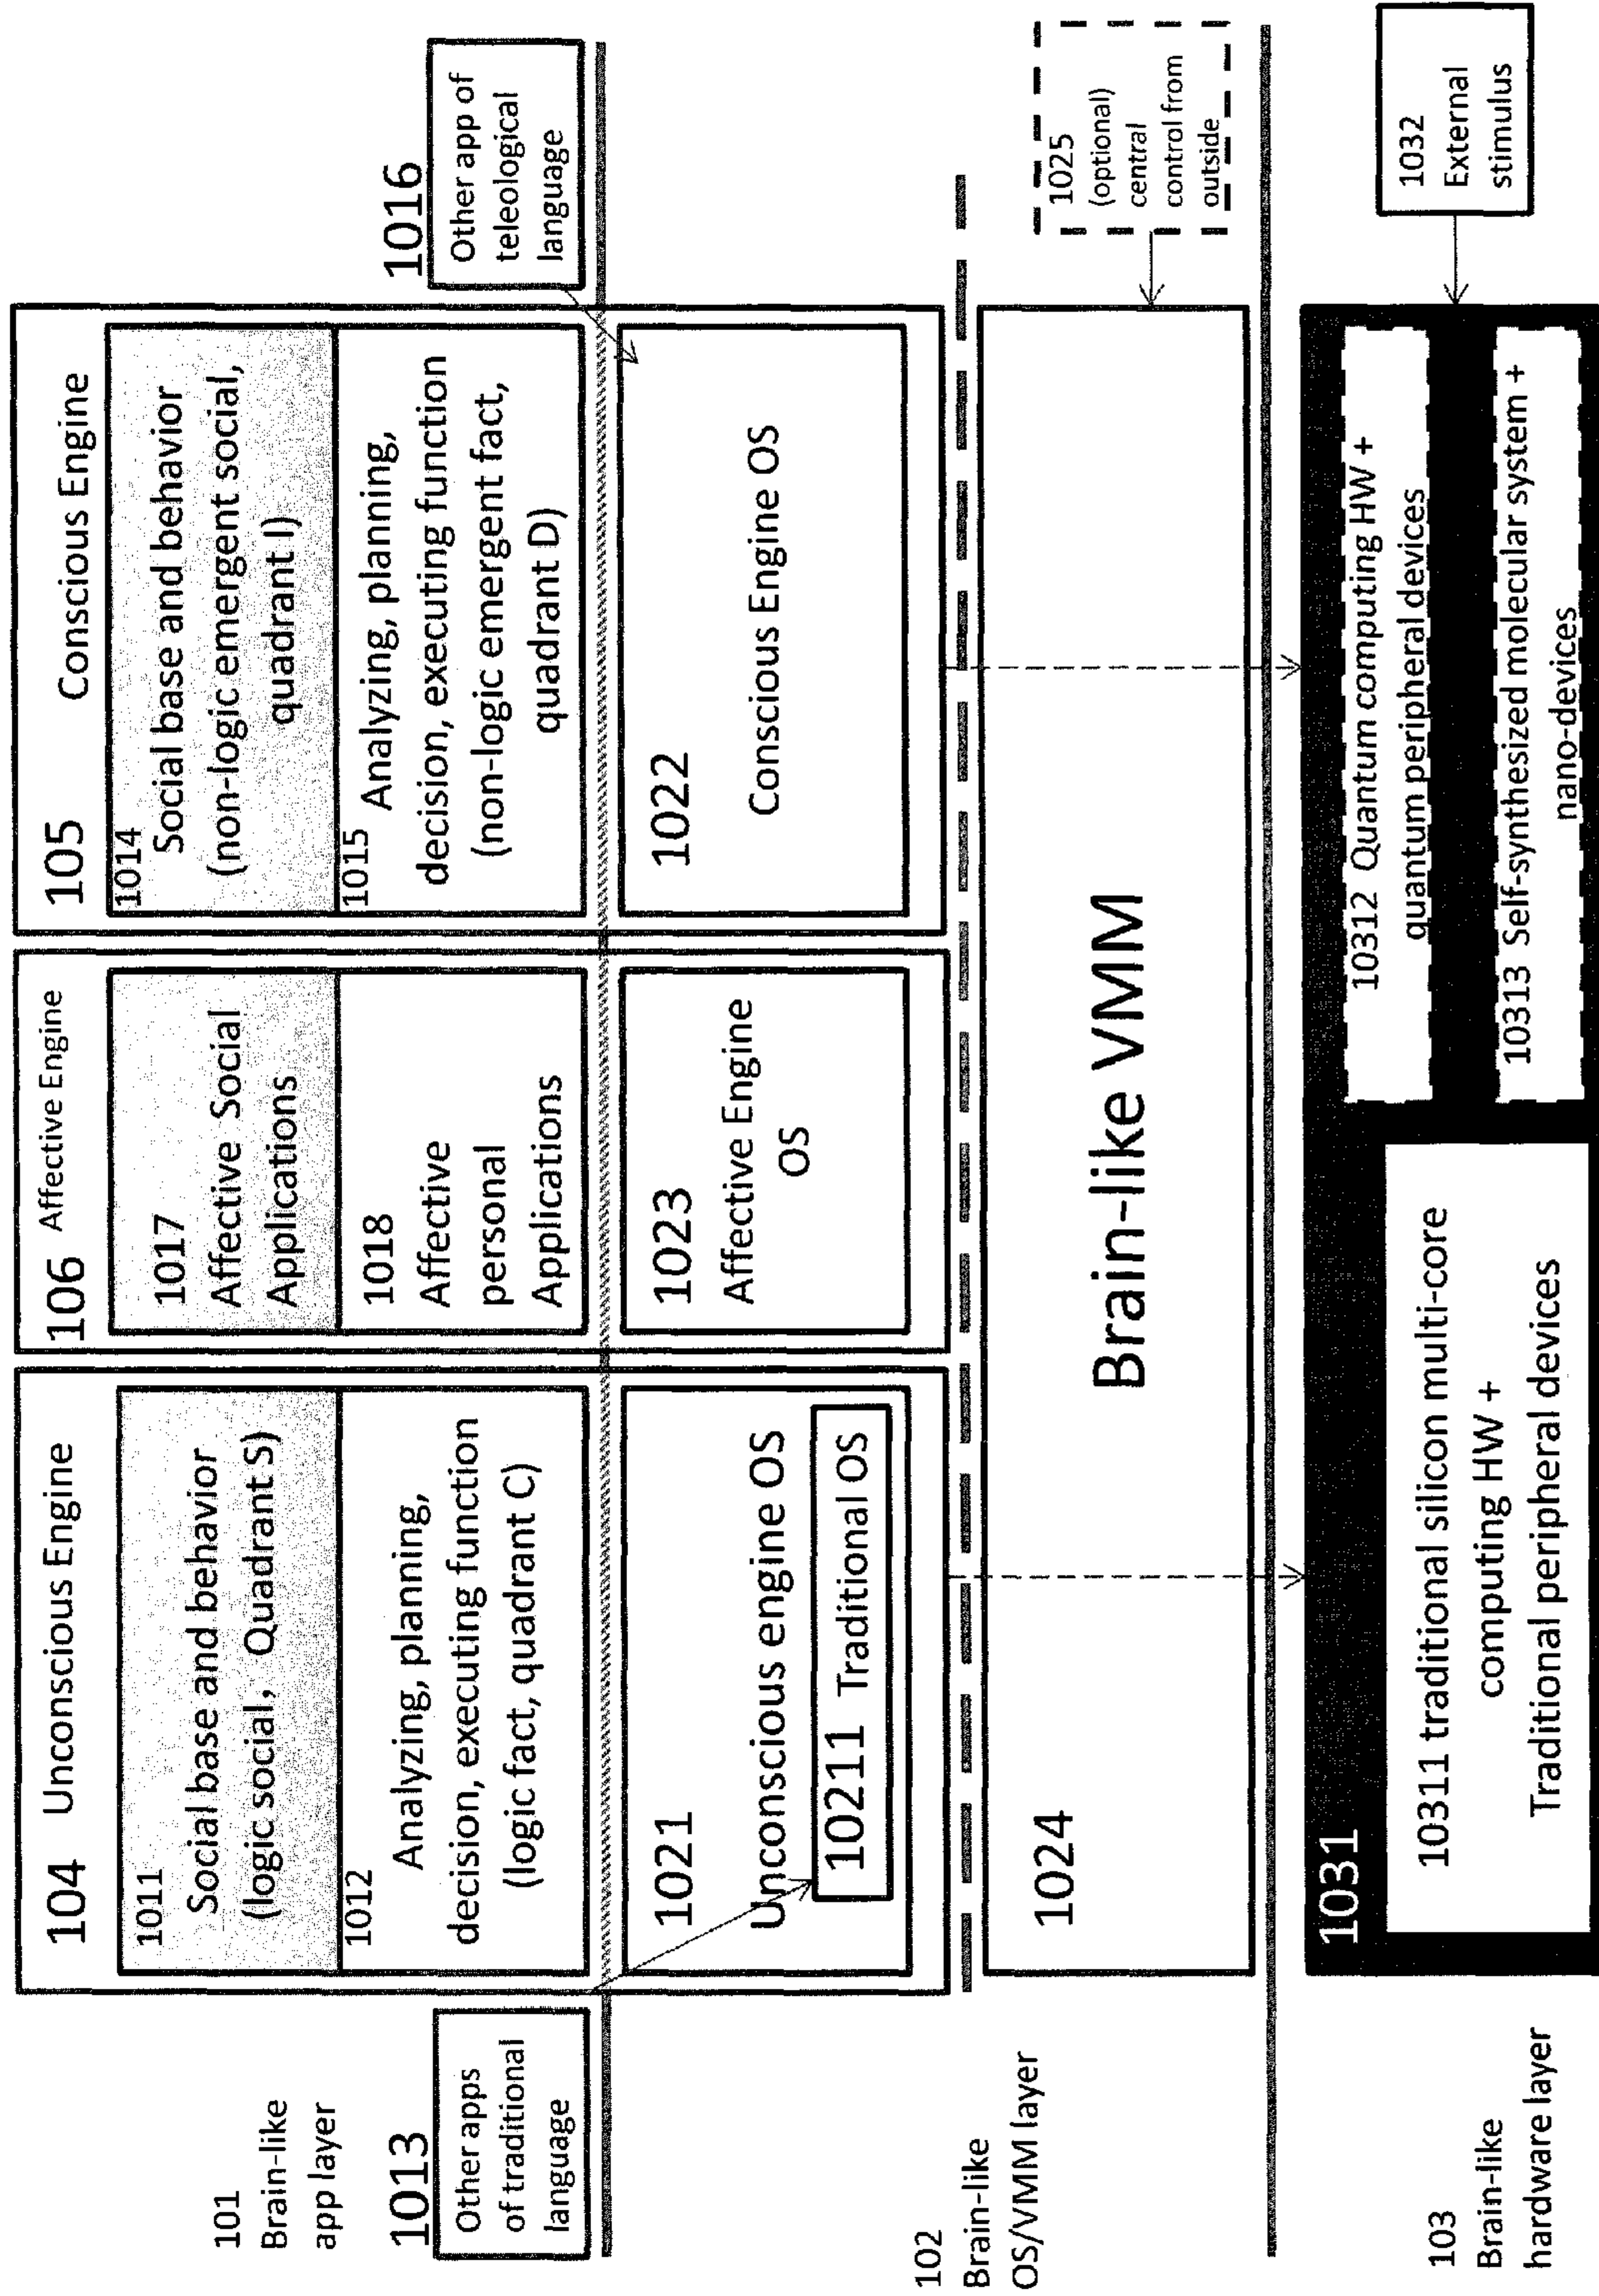 104 Unconscious Engine
1011
Social base and behavior
(logic social, Quadrant S)
1012
Analyzing, planning,
decision, executing function
(logic fact, quadrant C)
1021
Unconscious engine OS
10211 Traditional OS
106 Affective Engine
1017
Affective Social
Applications
1018
Affective
personal
Applications
1023
Affective Engine
OS
105 Conscious Engine
1014
Social base and behavior
(non-logic emergent social,
quadrant I)
1015
Analyzing, planning,
decision, executing function
(non-logic emergent fact,
quadrant D)
1022
Conscious Engine OS
101
Brain-like
app layer
1013
Other apps
of traditional
language
1016
Other app of
teleological
language
102
Brain-like
OS/VMM layer
1024
Brain-like VMM
1025
(optional)
central
control from
outside
103
Brain-like
hardware layer
1031
10311 traditional silicon multi-core
computing HW +
Traditional peripheral devices
10312 Quantum computing HW +
quantum peripheral devices
10313 Self-synthesized molecular system +
nano-devices
1032
External
stimulus